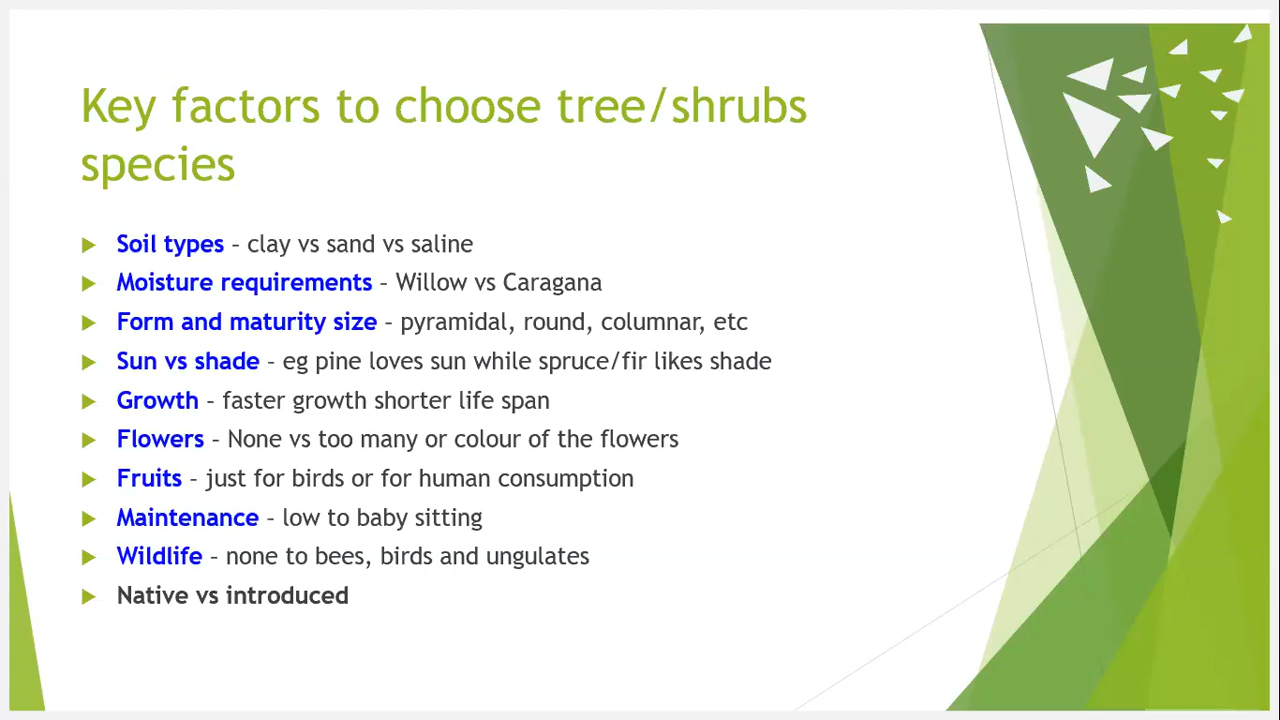 Key factors to choose tree/shrubs
species
Soil types – clay vs sand vs saline
Moisture requirements – Willow vs Caragana
Form and maturity size – pyramidal, round, columnar, etc
Sun vs shade – eg pine loves sun while spruce/fir likes shade
Growth – faster growth shorter life span
Flowers – None vs too many or colour of the flowers
Fruits – just for birds or for human consumption
Maintenance – low to baby sitting
Wildlife – none to bees, birds and ungulates
Native vs introduced